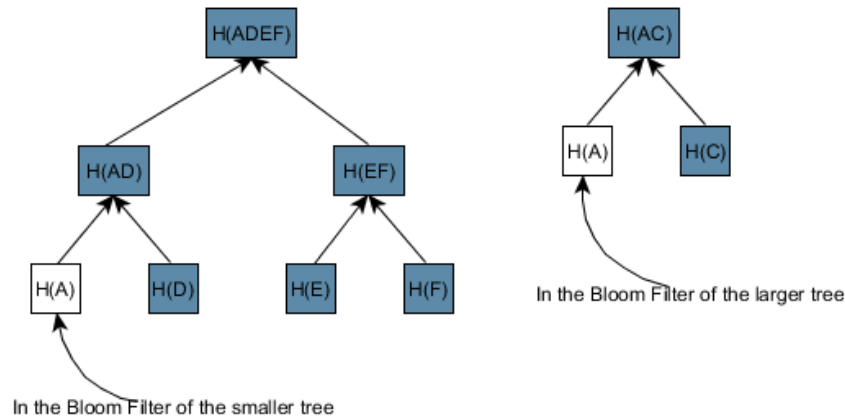 H(ADEF)
H(AC)
H(AD)
H(EF)
H(A)
H(C)
H(A)
H(D)
H(E)
H(F)
In the Bloom Filter of the larger tree
In the Bloom Filter of the smaller tree